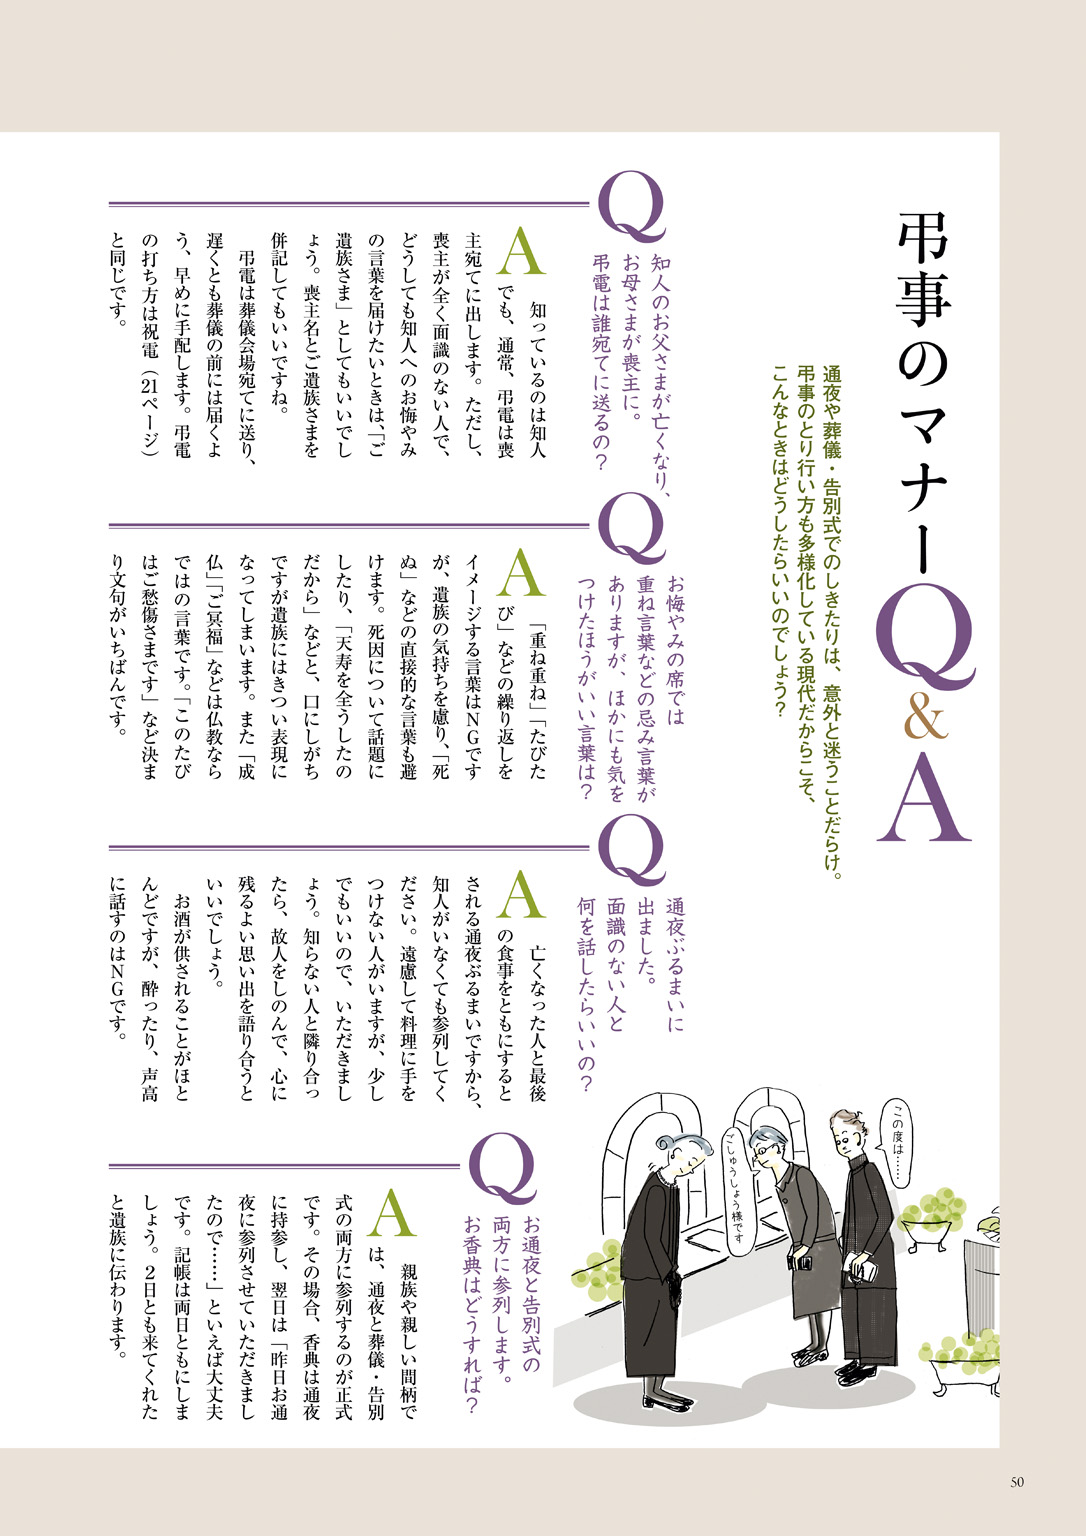 弔事のマナーQ&A
通夜や葬儀・告別式でのしきたりは、意外と迷うことだらけ。
弔事のとり行い方も多様化している現代だからこそ、
こんなときはどうしたらいいのでしょう？
Q
知人のお父さまが亡くなり、
お母さまが喪主に。
弔電は誰宛てに送るの？
A
知っているのは知人
でも、通常、弔電は喪
主宛てに出します。ただし、
喪主が全く面識のない人で、
どうしても知人へのお悔やみ
の言葉を届けたいときは、「ご
遺族さま」としてもいいでし
ょう。喪主名とご遺族さまを
併記してもいいですね。
弔電は葬儀会場宛てに送り、
遅くとも葬儀の前には届くよ
う、早めに手配します。弔電
の打ち方は祝電（21ページ）
と同じです。
Q
お悔やみの席では
重ね言葉などの忌み言葉が
ありますが、ほかにも気を
つけたほうがいい言葉は？
A
「重ね重ね」「たびた
び」などの繰り返しを
イメージする言葉はNGです
が、遺族の気持ちを慮り、「死
ぬ」などの直接的な言葉も避
けます。死因について話題に
したり、「天寿を全うしたの
だから」などと、口にしがち
ですが遺族にはきつい表現に
なってしまいます。また「成
仏」「ご冥福」などは仏教なら
ではの言葉です。「このたび
はご愁傷さまです」など決ま
り文句がいちばんです。
Q
通夜ぶるまいに
出ました。
面識のない人と
何を話したらいいの？
A
亡くなった人と最後
の食事をともにすると
される通夜ぶるまいですから、
知人がいなくても参列してく
ださい。遠慮して料理に手を
つけない人がいますが、少し
でもいいので、いただきまし
ょう。知らない人と隣り合っ
たら、故人をしのんで、心に
残るよい思い出を語り合うと
いいでしょう。
お酒が供されることがほと
んどですが、酔ったり、声高
に話すのはNGです。
Q
お通夜と告別式の
両方に参列します。
お香典はどうすれば？
A
親族や親しい間柄で
は、通夜と葬儀・告別
式の両方に参列するのが正式
です。その場合、香典は通夜
に持参し、翌日は「昨日お通
夜に参列させていただきまし
たので……」といえば大丈夫
です。記帳は両日ともにしま
しょう。２日とも来てくれた
と遺族に伝わります。
この度は……
ごしゅうしょう様です
50